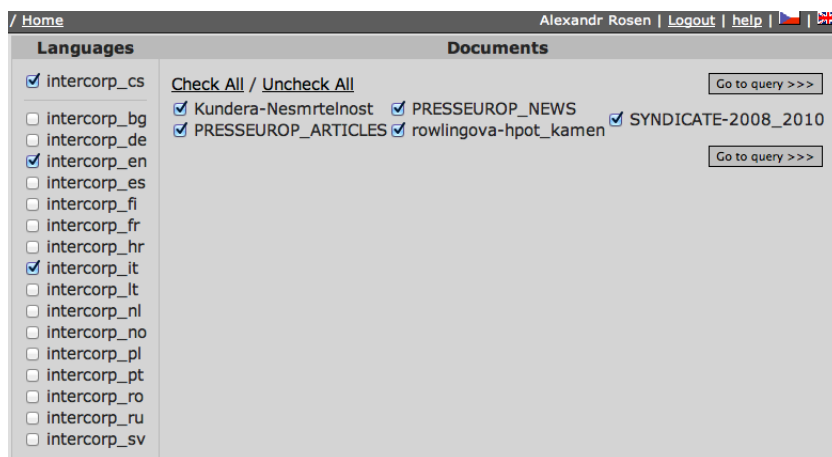 / Home Alexandr Rosen | Logout | help | |
Languages Documents
intercorp_cs
intercorp_bg
intercorp_de
intercorp_en
intercorp_es
intercorp_fi
intercorp_fr
intercorp_hr
intercorp_it
intercorp_lt
intercorp_nl
intercorp_no
intercorp_pl
intercorp_pt
intercorp_ro
intercorp_ru
intercorp_sv
Check All / Uncheck All Go to query >>>
Kundera-Nesmrtelnost PRESSEUROP_NEWS
PRESSEUROP_ARTICLES rowlingova-hpot_kamen
SYNDICATE-2008_2010
Go to query >>>